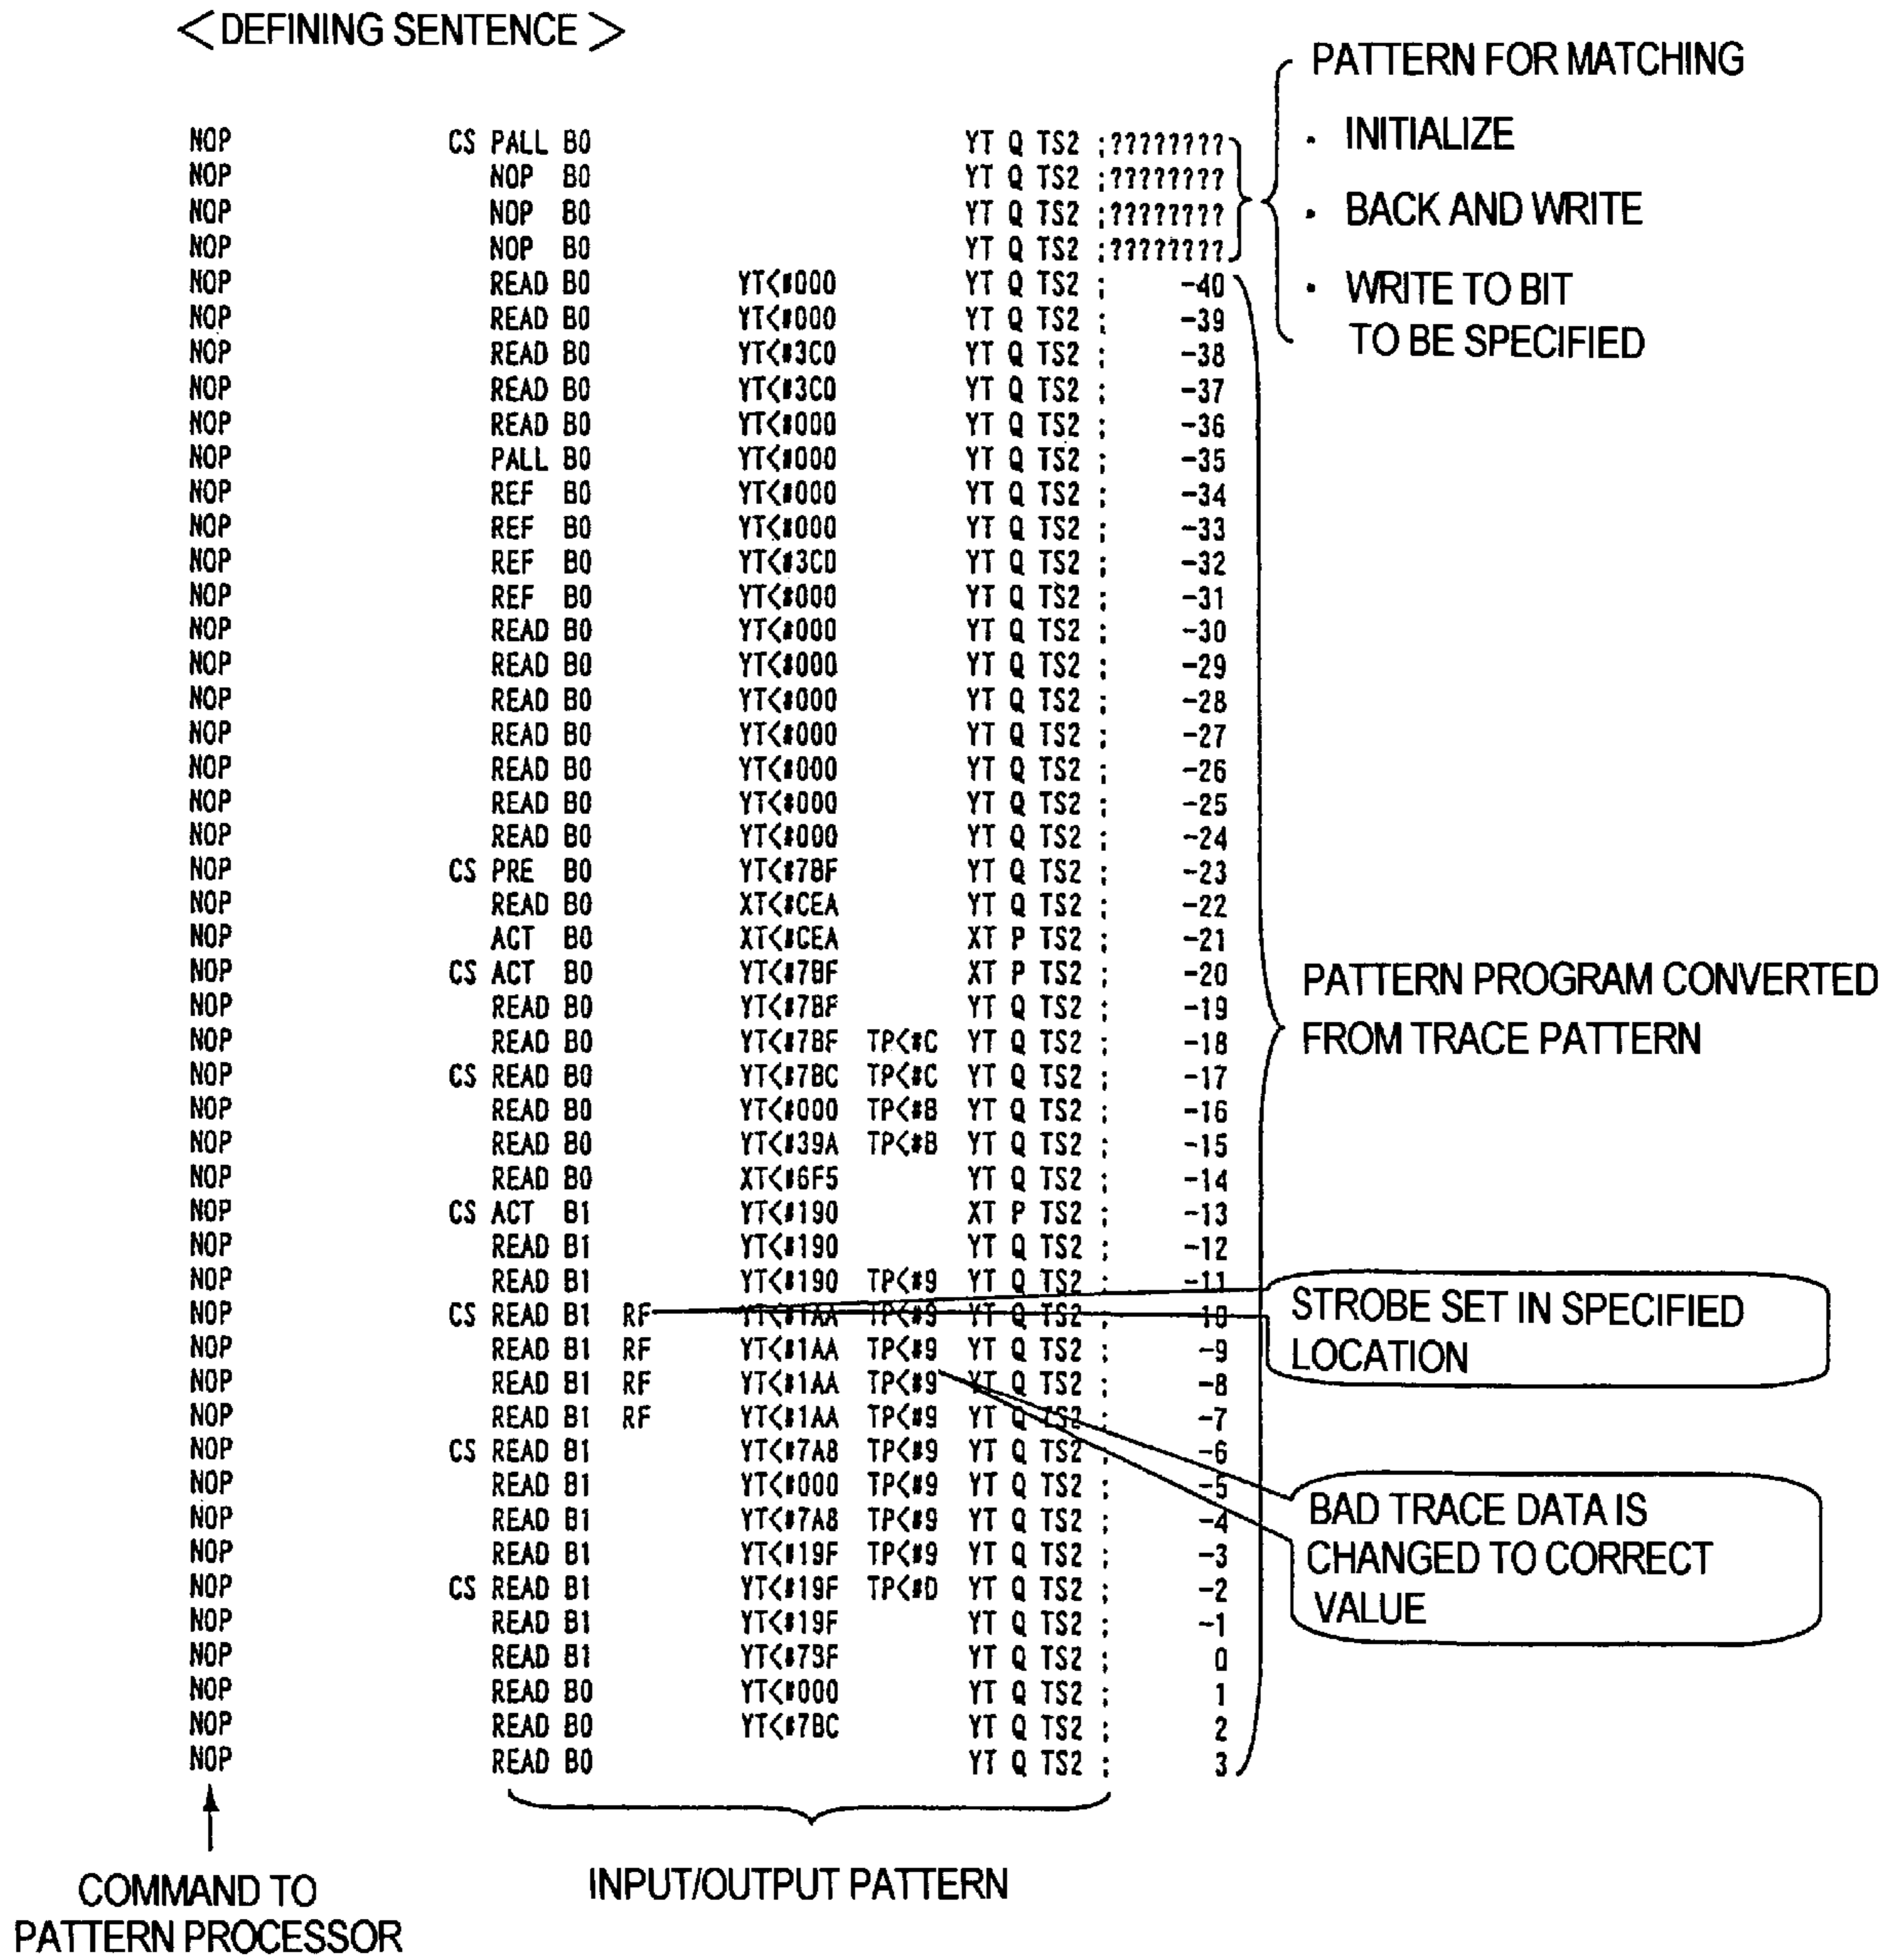 <DEFINING SENTENCE>
PATTERN FOR MATCHING
· INITIALIZE
· BACK AND WRITE
· WRITE TO BIT
TO BE SPECIFIED
NOP CS PALL B0 YT Q TS2 ;????????
NOP NOP B0 YT Q TS2 ;????????
NOP NOP B0 YT Q TS2 ;????????
NOP NOP B0 YT Q TS2 ;????????
NOP READ B0 YT<#000 YT Q TS2 ; -40
NOP READ B0 YT<#000 YT Q TS2 ; -39
NOP READ B0 YT<#3C0 YT Q TS2 ; -38
NOP READ B0 YT<#3C0 YT Q TS2 ; -37
NOP READ B0 YT<#000 YT Q TS2 ; -36
NOP PALL B0 YT<#000 YT Q TS2 ; -35
NOP REF B0 YT<#000 YT Q TS2 ; -34
NOP REF B0 YT<#000 YT Q TS2 ; -33
NOP REF B0 YT<#3C0 YT Q TS2 ; -32
NOP REF B0 YT<#000 YT Q TS2 ; -31
NOP READ B0 YT<#000 YT Q TS2 ; -30
NOP READ B0 YT<#000 YT Q TS2 ; -29
NOP READ B0 YT<#000 YT Q TS2 ; -28
NOP READ B0 YT<#000 YT Q TS2 ; -27
NOP READ B0 YT<#000 YT Q TS2 ; -26
NOP READ B0 YT<#000 YT Q TS2 ; -25
NOP READ B0 YT<#000 YT Q TS2 ; -24
NOP CS PRE B0 YT<#7BF YT Q TS2 ; -23
NOP READ B0 XT<#CEA YT Q TS2 ; -22
NOP ACT B0 XT<#CEA XT P TS2 ; -21
NOP CS ACT B0 YT<#7BF XT P TS2 ; -20
NOP READ B0 YT<#7BF YT Q TS2 ; -19
NOP READ B0 YT<#7BF TP<#C YT Q TS2 ; -18
NOP CS READ B0 YT<#7BC TP<#C YT Q TS2 ; -17
NOP READ B0 YT<#000 TP<#B YT Q TS2 ; -16
NOP READ B0 YT<#39A TP<#B YT Q TS2 ; -15
NOP READ B0 XT<#6F5 YT Q TS2 ; -14
NOP CS ACT B1 YT<#190 XT P TS2 ; -13
NOP READ B1 YT<#190 YT Q TS2 ; -12
NOP READ B1 YT<#190 TP<#9 YT Q TS2 ; -11
NOP CS READ B1 RF YT<#1AA TP<#9 YT Q TS2 ; -10
NOP READ B1 RF YT<#1AA TP<#9 YT Q TS2 ; -9
NOP READ B1 RF YT<#1AA TP<#9 YT Q TS2 ; -8
NOP READ B1 RF YT<#1AA TP<#9 YT Q TS2 ; -7
NOP CS READ B1 YT<#7A8 TP<#9 YT Q TS2 ; -6
NOP READ B1 YT<#000 TP<#9 YT Q TS2 ; -5
NOP READ B1 YT<#7A8 TP<#9 YT Q TS2 ; -4
NOP READ B1 YT<#19F TP<#9 YT Q TS2 ; -3
NOP CS READ B1 YT<#19F TP<#D YT Q TS2 ; -2
NOP READ B1 YT<#19F YT Q TS2 ; -1
NOP READ B1 YT<#7BF YT Q TS2 ; 0
NOP READ B0 YT<#000 YT Q TS2 ; 1
NOP READ B0 YT<#7BC YT Q TS2 ; 2
NOP READ B0 YT Q TS2 ; 3
PATTERN PROGRAM CONVERTED
FROM TRACE PATTERN
STROBE SET IN SPECIFIED
LOCATION
BAD TRACE DATA IS
CHANGED TO CORRECT
VALUE
COMMAND TO
PATTERN PROCESSOR
INPUT/OUTPUT PATTERN